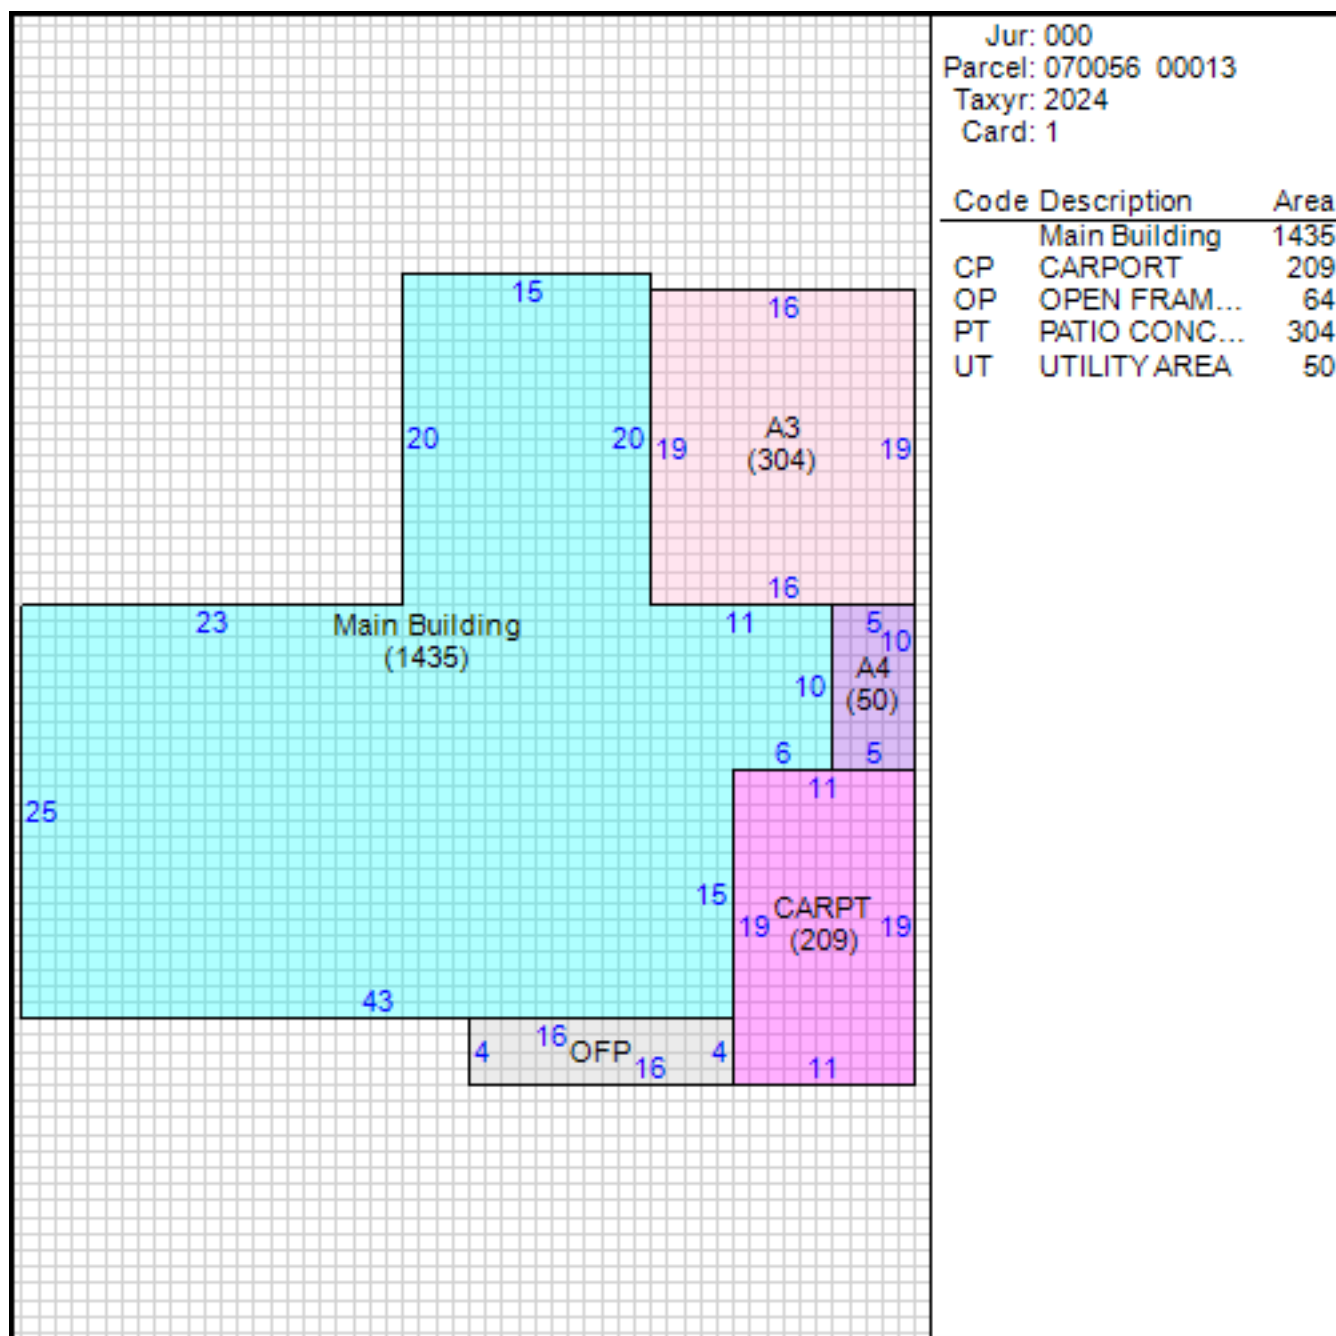 Jur: 000
Parcel: 070056 00013
Taxyr: 2024
Card: 1
Code Description Area
Main Building 1435
CP CARPORT 209
OP OPEN FRAM... 64
PT PATIO CONC... 304
UT UTILITY AREA 50
15
16
20 20 19 A3 19
(304)
16
23 Main Building 11 5
(1435) 10
10 A4
(50)
6 5
11
25
15 CARPT
19 (209) 19
43
16
4 OFP 4
16 11